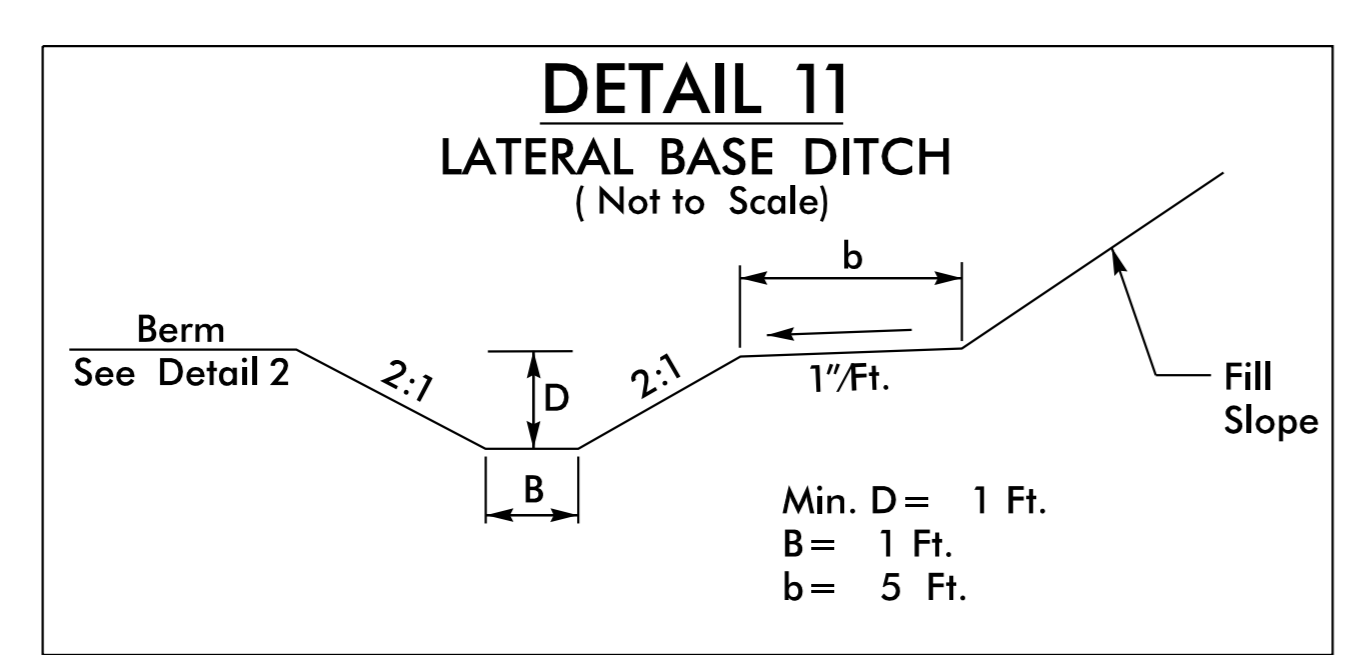 DETAIL 11
LATERAL BASE DITCH
( Not to Scale)
b
Berm
See Detail 2
2:1
D
2:1
1"/Ft.
Fill
Slope
B
Min. D= 1 Ft.
B= 1 Ft.
b= 5 Ft.